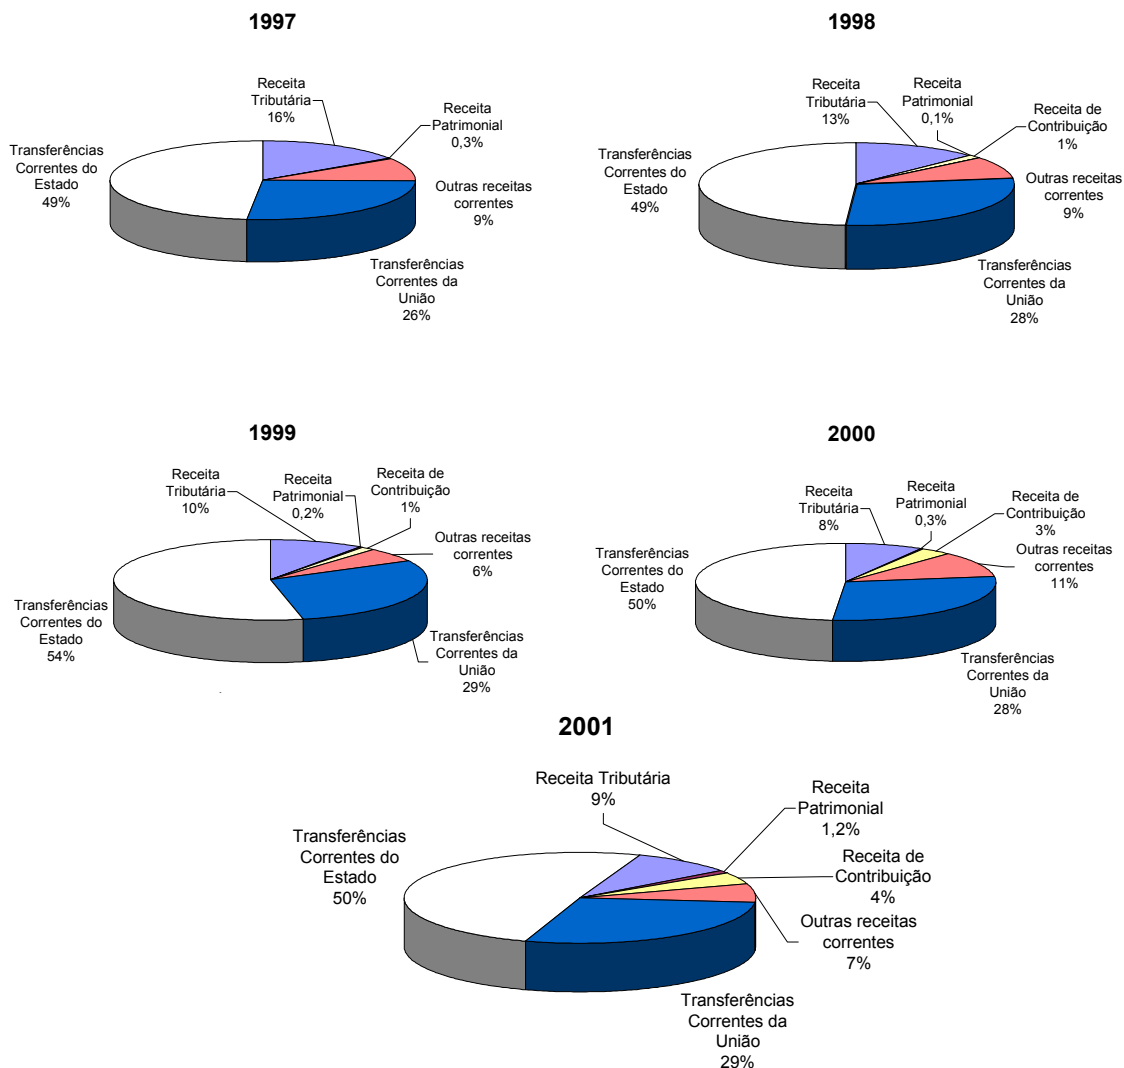 1997
Receita
Tributária
16%
Receita
Patrimonial
0,3%
Outras receitas
correntes
9%
Transferências
Correntes da
União
26%
Transferências
Correntes do
Estado
49%
1998
Receita
Tributária
13%
Receita
Patrimonial
0,1%
Receita de
Contribuição
1%
Outras receitas
correntes
9%
Transferências
Correntes da
União
28%
Transferências
Correntes do
Estado
49%
1999
Receita
Tributária
10%
Receita
Patrimonial
0,2%
Receita de
Contribuição
1%
Outras receitas
correntes
6%
Transferências
Correntes da
União
29%
Transferências
Correntes do
Estado
54%
2000
Receita
Tributária
8%
Receita
Patrimonial
0,3%
Receita de
Contribuição
3%
Outras receitas
correntes
11%
Transferências
Correntes da
União
28%
Transferências
Correntes do
Estado
50%
2001
Receita Tributária
9%
Receita
Patrimonial
1,2%
Receita de
Contribuição
4%
Outras receitas
correntes
7%
Transferências
Correntes da
União
29%
Transferências
Correntes do
Estado
50%